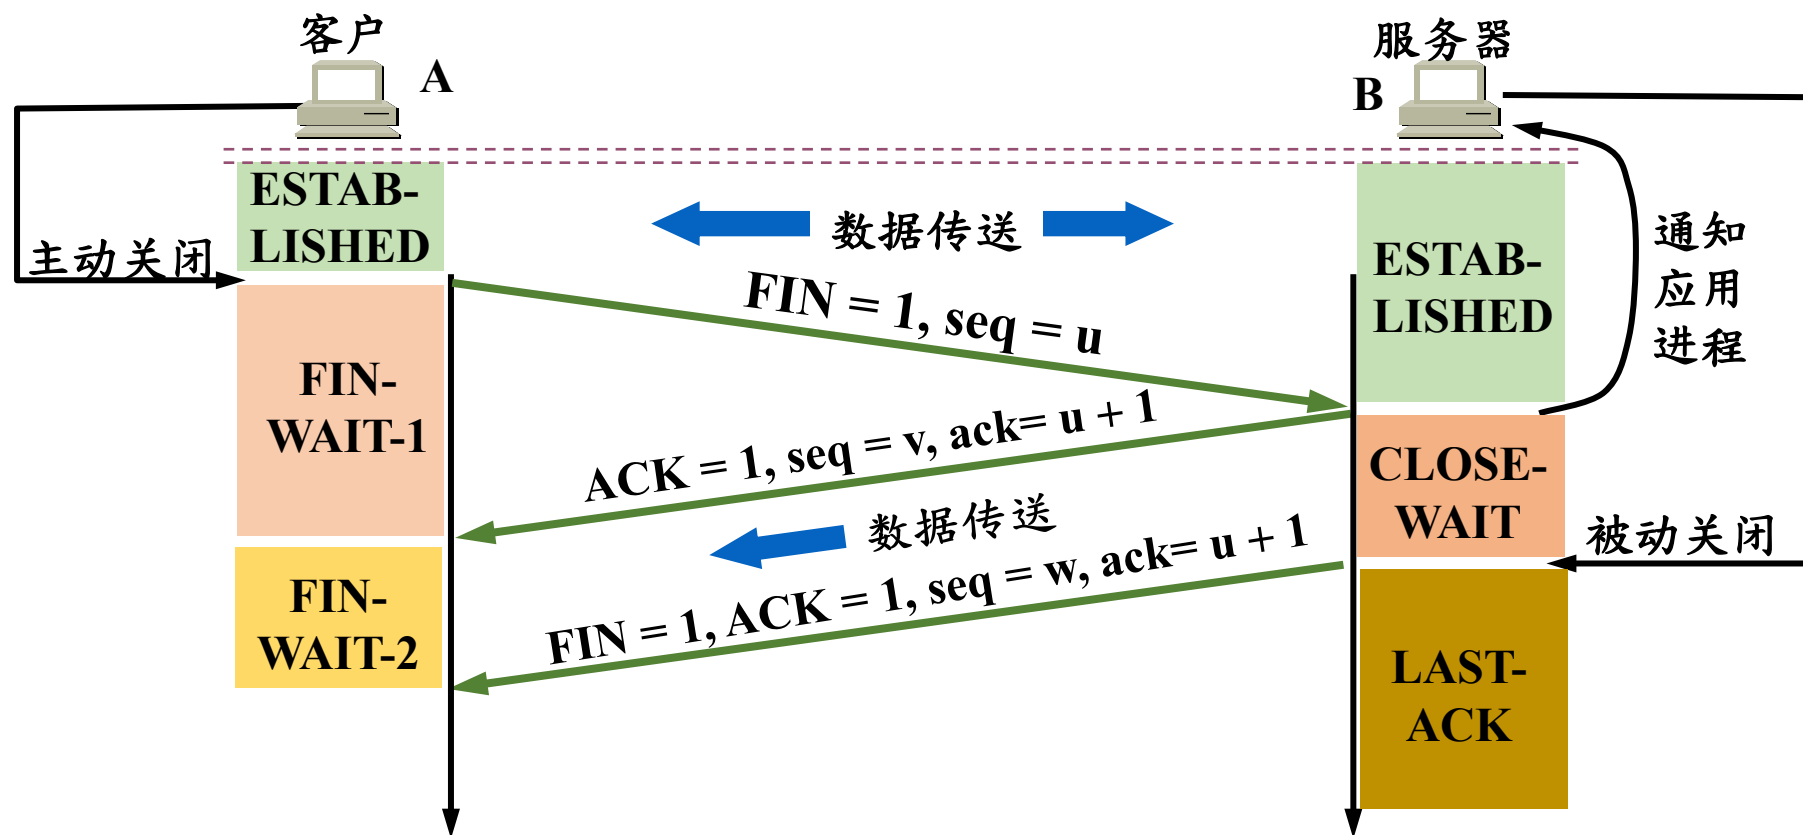 客户
服务器
A
B
ESTAB-
LISHED
数据传送
主动关闭
ESTAB-
LISHED
通知
应用
进程
FIN = 1, seq = u
FIN-
WAIT-1
ACK = 1, seq = v, ack= u + 1
CLOSE-
WAIT
数据传送
被动关闭
FIN = 1, ACK = 1, seq = w, ack= u + 1
FIN-
WAIT-2
LAST-
ACK